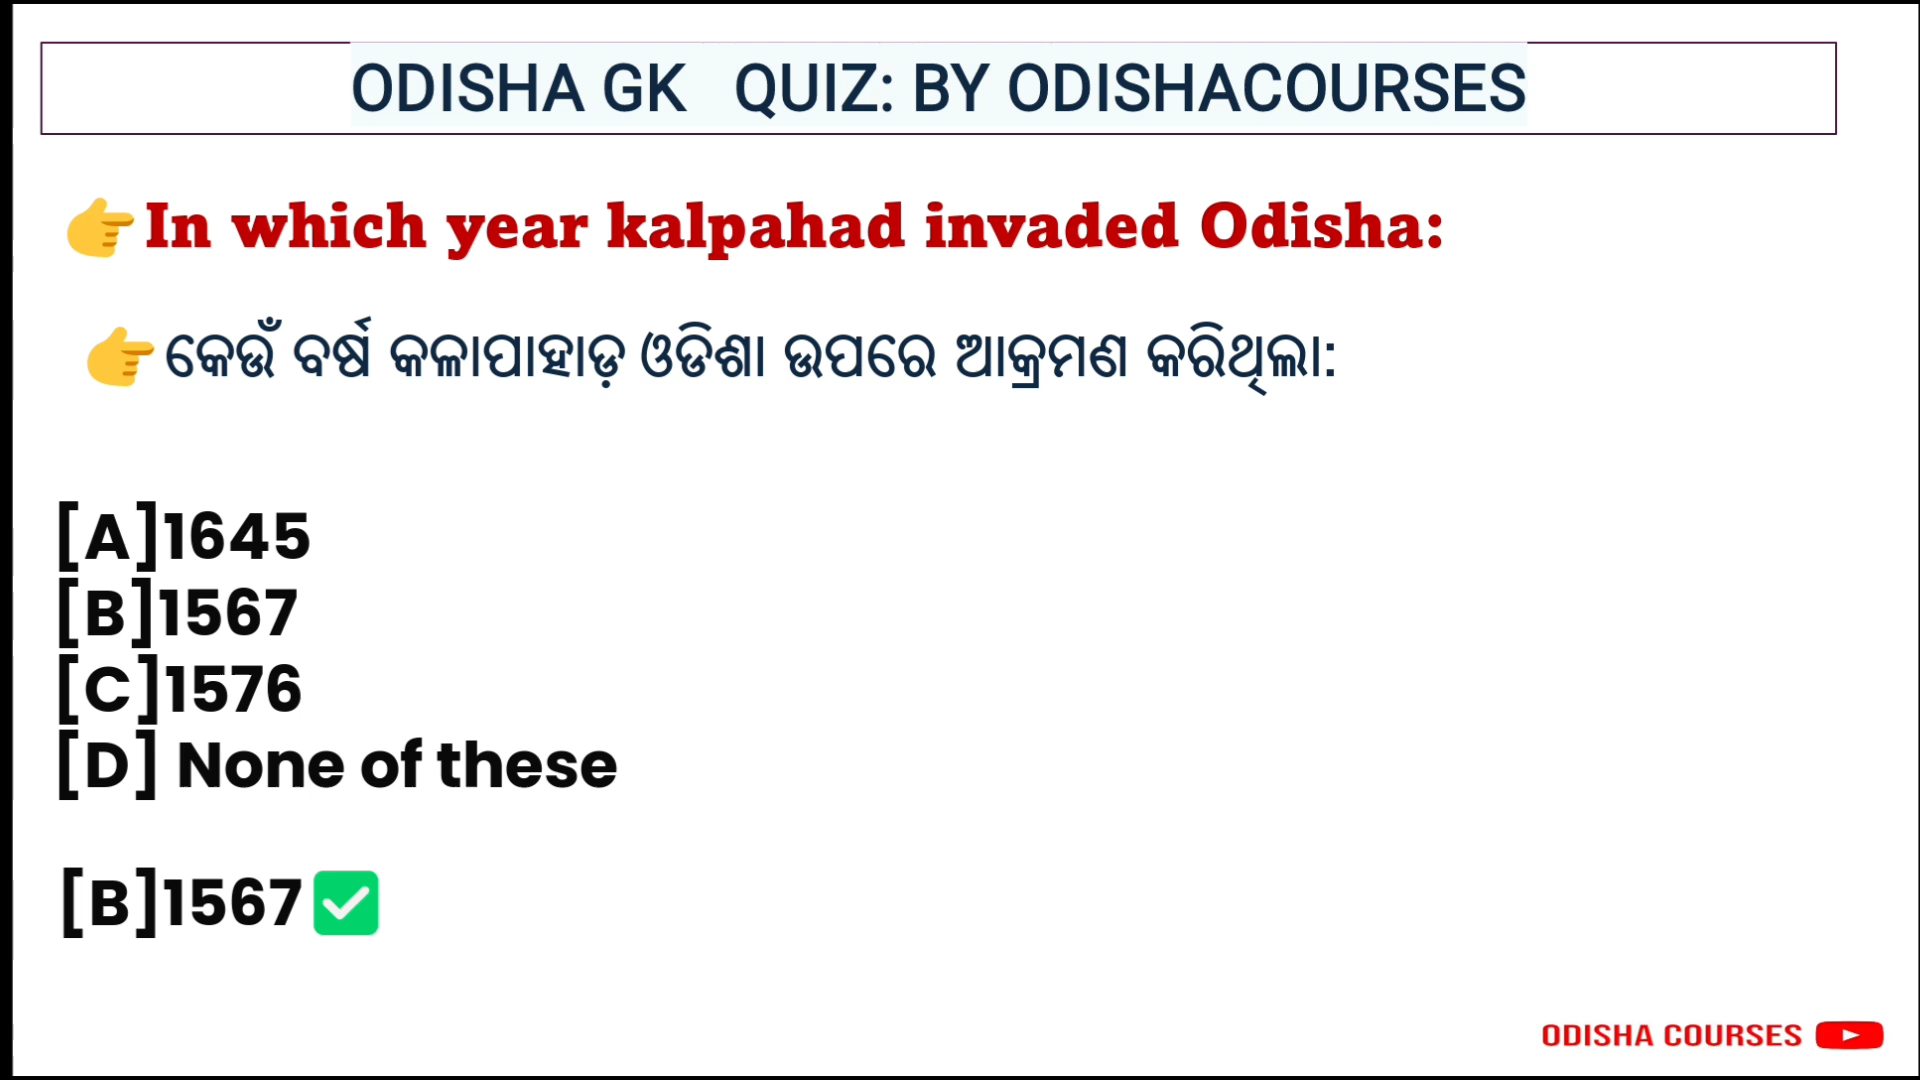 ODISHA GK QUIZ: BY ODISHACOURSES
👉In which year kalpahad invaded Odisha:
👉କେଉଁ ବର୍ଷ କଳାପାହାଡ଼ ଓଡିଶା ଉପରେ ଆକ୍ରମଣ କରିଥିଲା:
[A]1645
[B]1567
[C]1576
[D] None of these
[B]1567✅
ODISHA COURSES